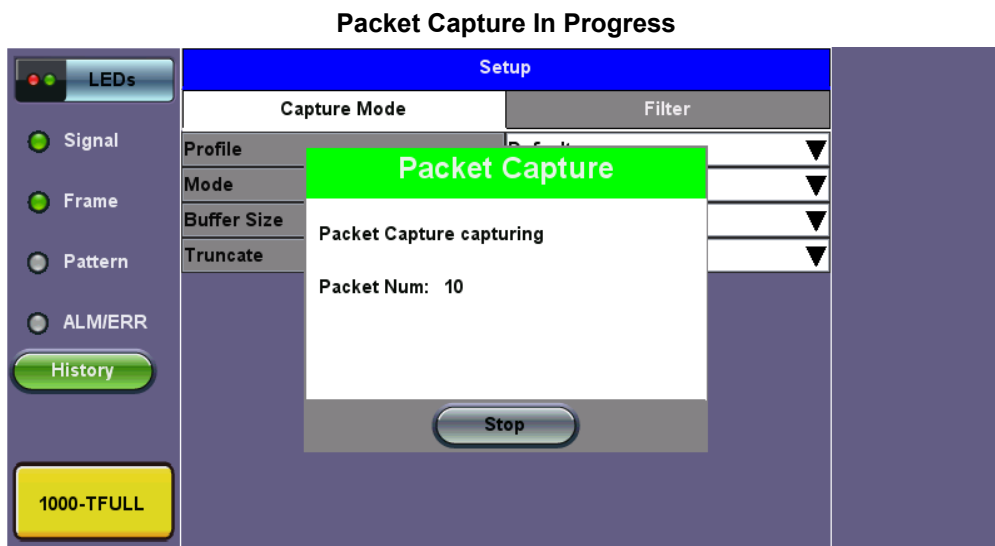 Packet Capture In Progress
LEDs
Setup
Capture Mode
Filter
Signal
Profile
Packet Capture
Mode
Frame
Buffer Size
Packet Capture capturing
Truncate
Pattern
Packet Num: 10
ALM/ERR
History
Stop
1000-TFULL